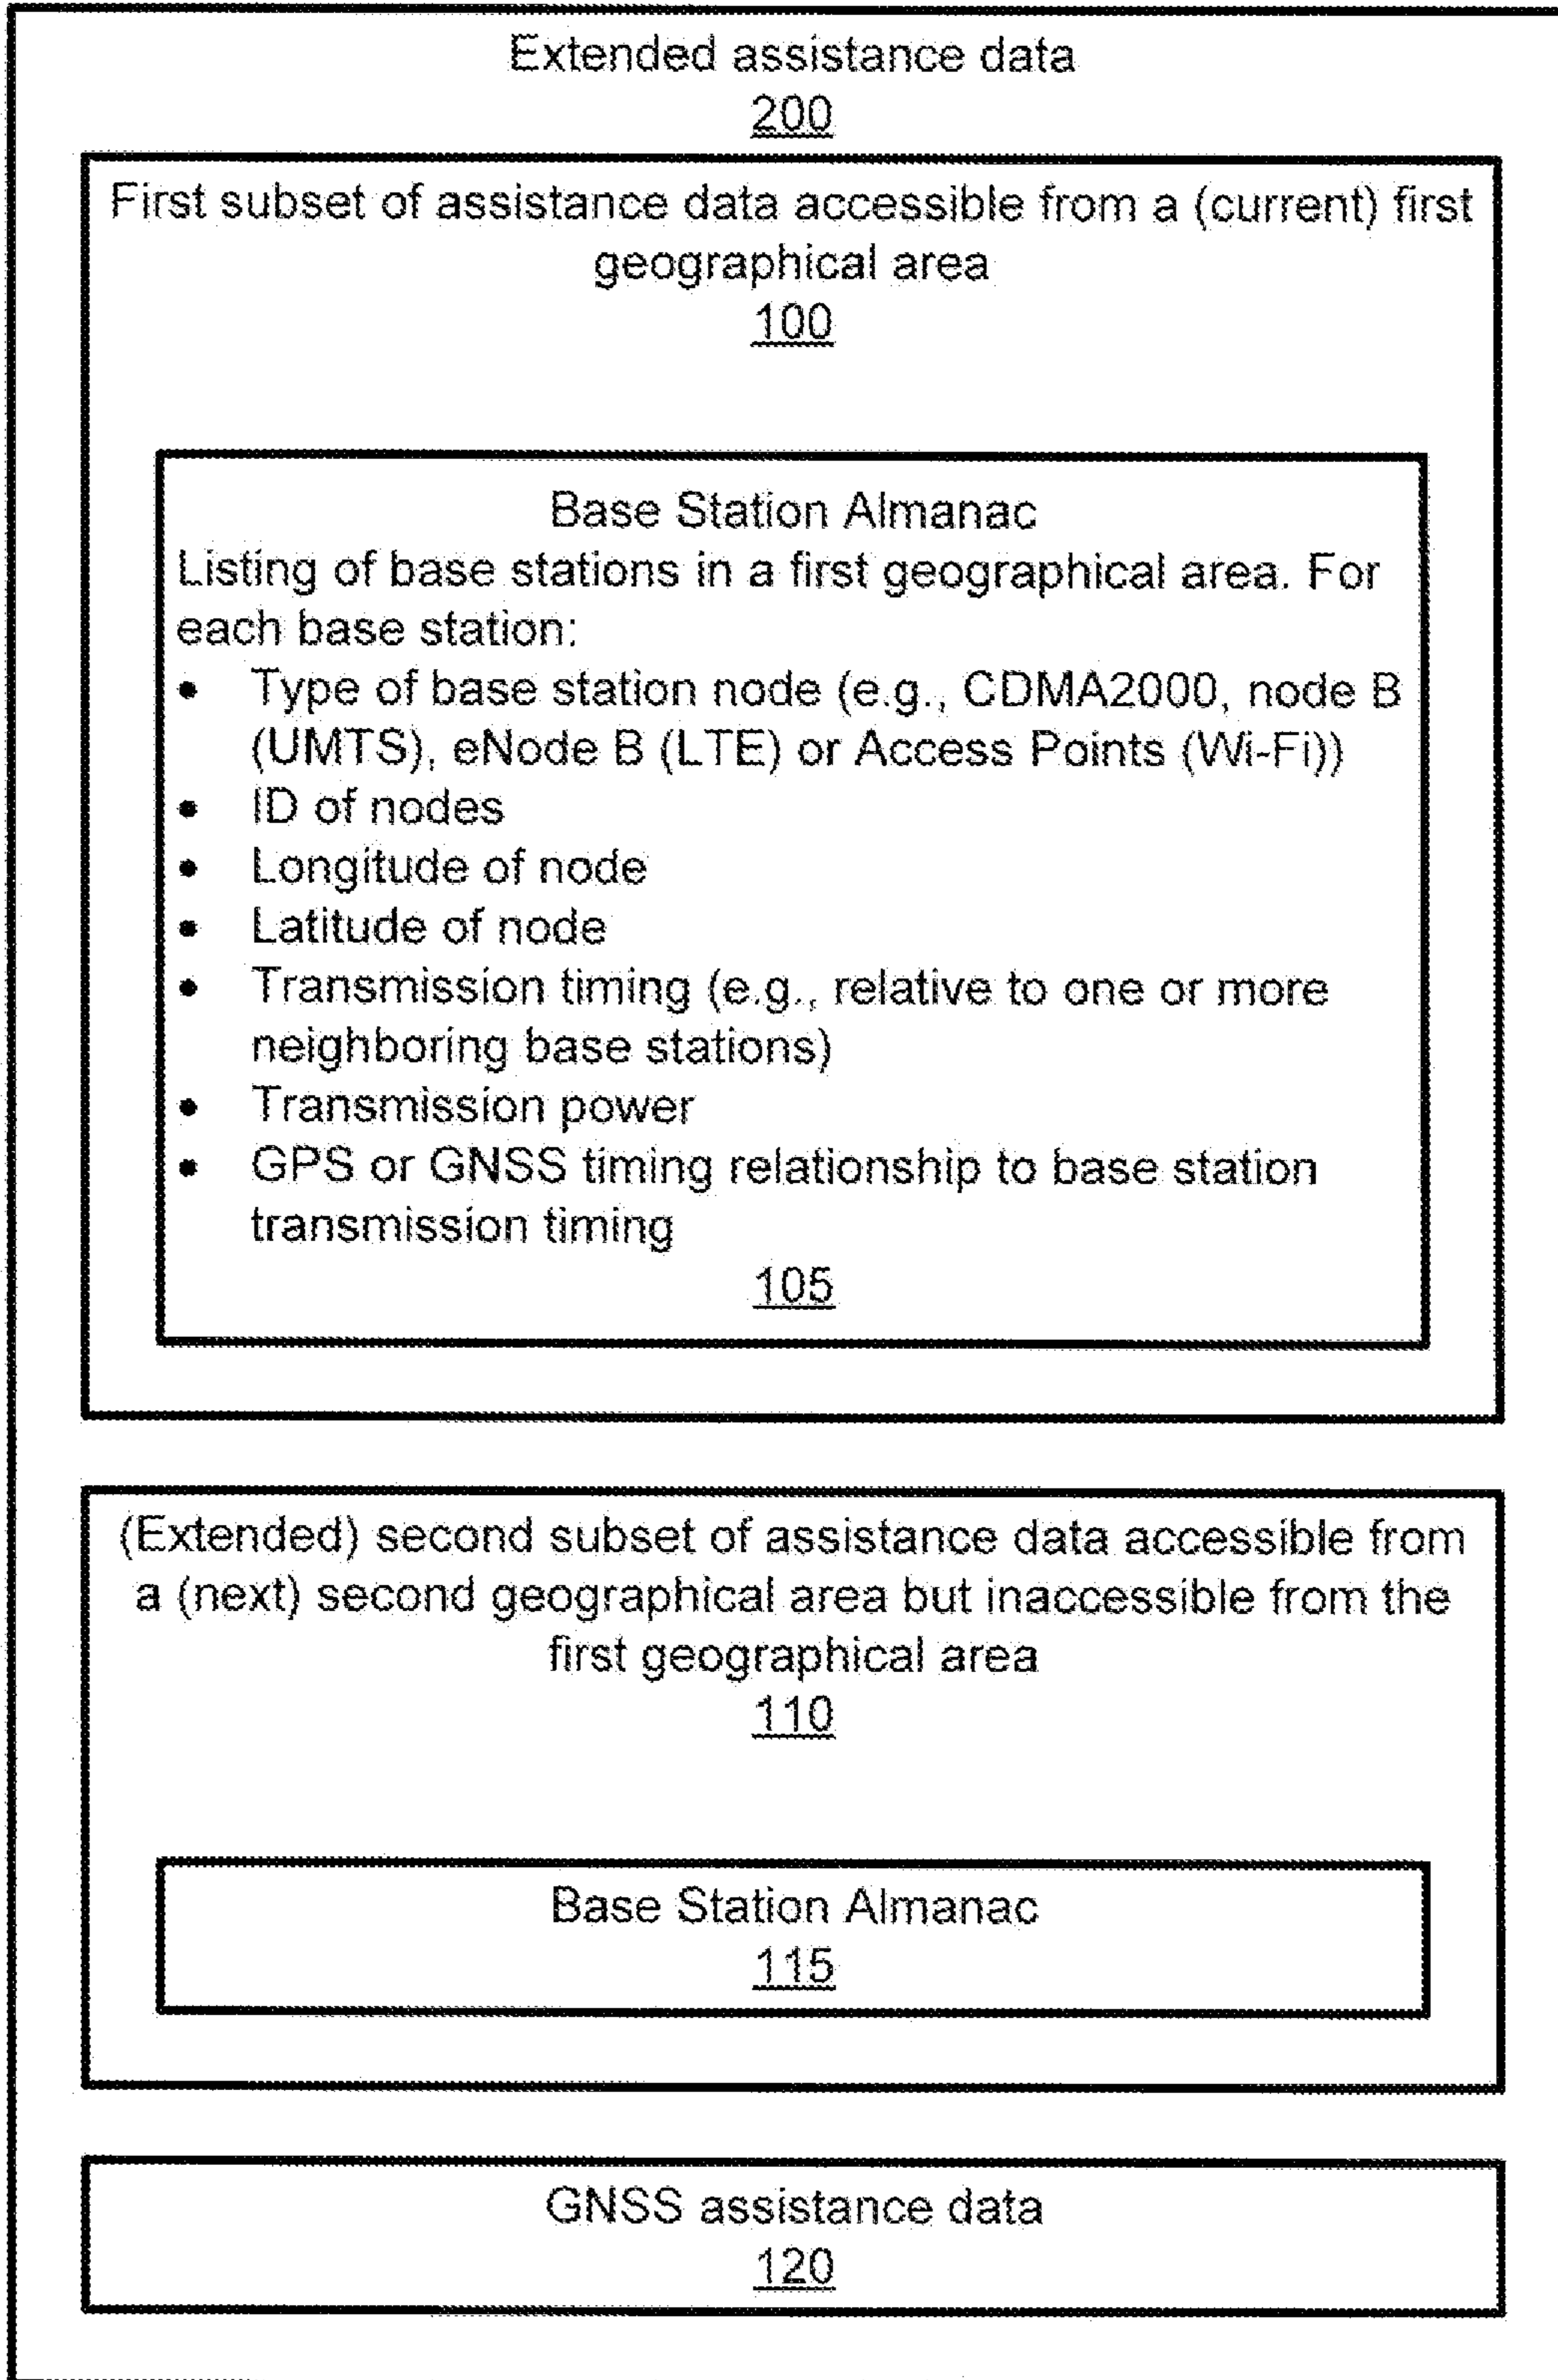 Extended assistance data
200
First subset of assistance data accessible from a (current) first
geographical area
100
Base Station Almanac
Listing of base stations in a first geographical area. For
each base station:
• Type of base station node (e.g., CDMA2000, node B
(UMTS), eNode B (LTE) or Access Points (Wi-Fi))
• ID of nodes
• Longitude of node
• Latitude of node
• Transmission timing (e.g., relative to one or more
neighboring base stations)
• Transmission power
• GPS or GNSS timing relationship to base station
transmission timing
105
(Extended) second subset of assistance data accessible from
a (next) second geographical area but inaccessible from the
first geographical area
110
Base Station Almanac
115
GNSS assistance data
120